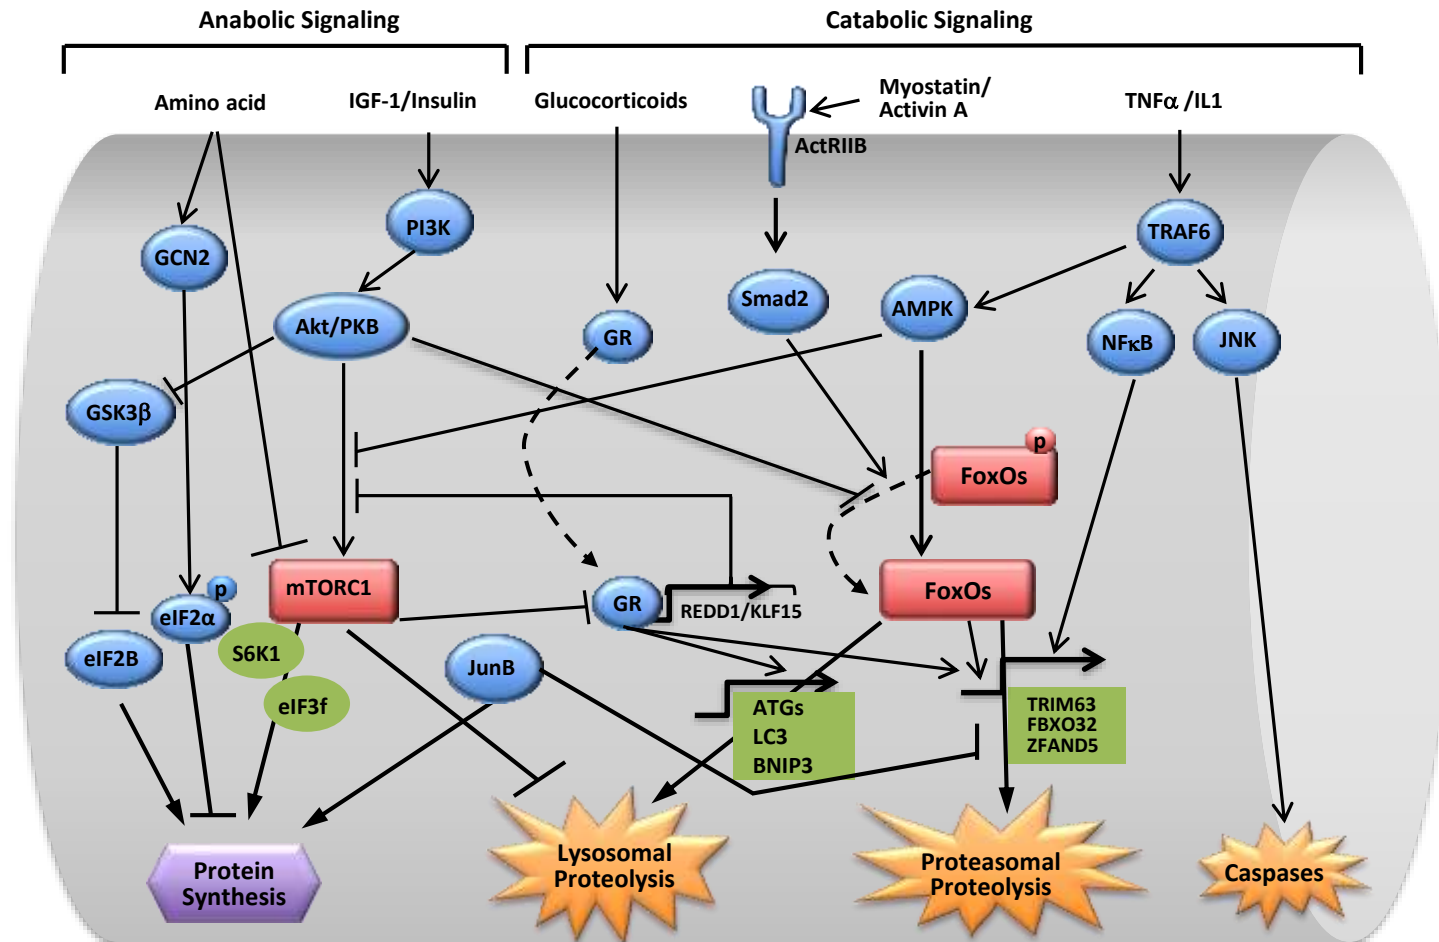 Anabolic Signaling
Catabolic Signaling
Amino acid
IGF-1/Insulin
Glucocorticoids
Myostatin/
Activin A
TNFα /IL1
ActRIIB
PI3K
TRAF6
GCN2
Smad2
AMPK
Akt/PKB
GR
NFκB
JNK
GSK3β
p
FoxOs
mTORC1
p
FoxOs
GR
REDD1/KLF15
eIF2α
eIF2B
S6K1
JunB
eIF3f
ATGs
LC3
BNIP3
TRIM63
FBXO32
ZFAND5
Protein
Synthesis
Lysosomal
Proteolysis
Proteasomal
Proteolysis
Caspases